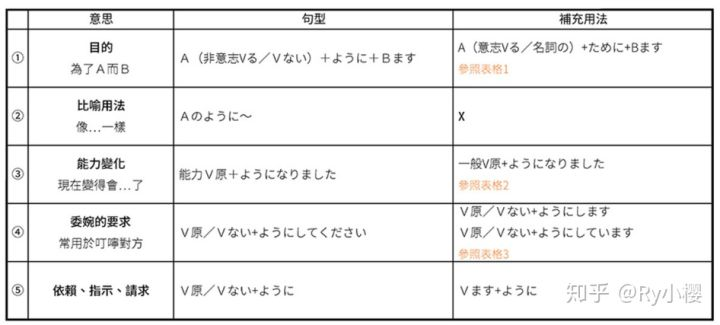 意思 句型 補充用法
① 目的 為了A而B A（非意志Vる／Vない）＋ように＋Bます A（意志Vる／名詞の）+ために+Bます 參照表格1
② 比喻用法 像…一樣 Aのように～ X
③ 能力變化 現在變得會…了 能力V原＋ようになりました 一般V原+ようになりました 參照表格2
④ 委婉的要求 常用於叮嚀對方 V原／Vない+ようにしてください V原／Vない+ようにします V原／Vない+ようにしています 參照表格3
⑤ 依賴、指示、請求 V原／Vない+ように Vます+ように
知乎 @Ry小樱